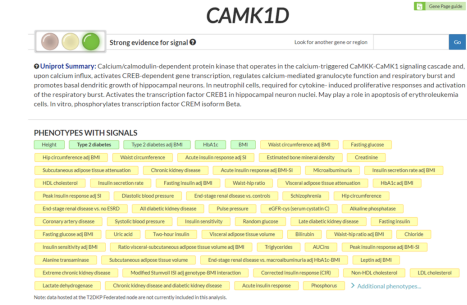 Gene Page guide
CAMK1D
Strong evidence for signal
Look for another gene or region
Go
Uniprot Summary: Calcium/calmodulin-dependent protein kinase that operates in the calcium-triggered CaMKK-CaMK1 signaling cascade and,
upon calcium influx, activates CREB-dependent gene transcription, regulates calcium-mediated granulocyte function and respiratory burst and
promotes basal dendritic growth of hippocampal neurons. In neutrophil cells, required for cytokine- induced proliferative responses and activation
of the respiratory burst. Activates the transcription factor CREB1 in hippocampal neuron nuclei. May play a role in apoptosis of erythroleukemia
cells. In vitro, phosphorylates transcription factor CREM isoform Beta.
PHENOTYPES WITH SIGNALS
Height Type 2 diabetes Type 2 diabetes adj BMI HbA1c BMI Waist circumference adj BMI Fasting glucose
Hip circumference adj BMI Waist circumference Acute insulin response adj SI Estimated bone mineral density Creatinine
Subcutaneous adipose tissue attenuation Chronic kidney disease Acute insulin response adj BMI-SI Microalbuminuria Insulin secretion rate adj BMI
HDL cholesterol Insulin secretion rate Fasting insulin adj BMI Waist-hip ratio Visceral adipose tissue attenuation HbA1c adj BMI
Peak insulin response adj SI Diastolic blood pressure End-stage renal disease vs. controls Schizophrenia Hip circumference
End-stage renal disease vs. no ESRD All diabetic kidney disease Pulse pressure eGFR-cys (serum cystatin C) Alkaline phosphatase
Coronary artery disease Systolic blood pressure Insulin sensitivity Random glucose Late diabetic kidney disease Fasting insulin
Fasting glucose adj BMI Uric acid Two-hour insulin Visceral adipose tissue volume Bilirubin Waist-hip ratio adj BMI Chloride
Insulin sensitivity adj BMI Ratio visceral-subcutaneous adipose tissue volume adj BMI Triglycerides AUCins Peak insulin response adj BMI-SI
Alanine transaminase Subcutaneous adipose tissue volume End-stage renal disease vs. macroalbuminuria adj HbA1c BMI Leptin adj BMI
Extreme chronic kidney disease Modified Stumvoll ISI adj genotype-BMI interaction Corrected insulin response (CIR) Non-HDL cholesterol LDL cholesterol
Lactate dehydrogenase Chronic kidney disease and diabetic kidney disease Acute insulin response Phosphorus Additional phenotypes...
Note: data hosted at the T2DKP Federated node are not currently included in this analysis.